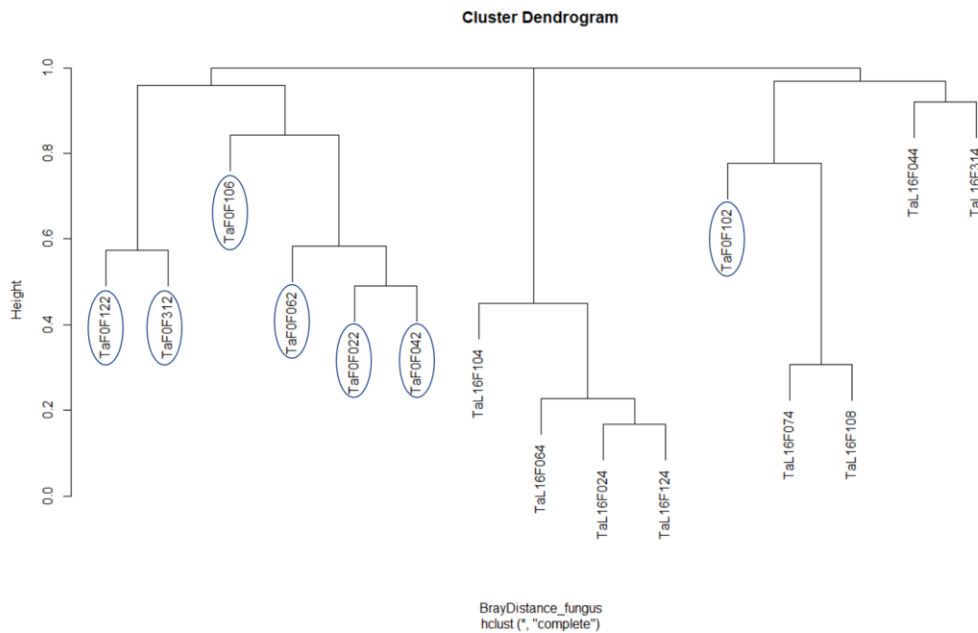 Cluster Dendrogram
Height
1.0
0.8
0.6
0.4
0.2
0.0
TaF0F122
TaF0F312
TaF0F106
TaF0F062
TaF0F022
TaF0F042
TaL16F104
TaL16F064
TaL16F024
TaL16F124
TaF0F102
TaL16F074
TaL16F108
TaL16F044
TaL16F314
BrayDistance_fungus
hclust (*, "complete")